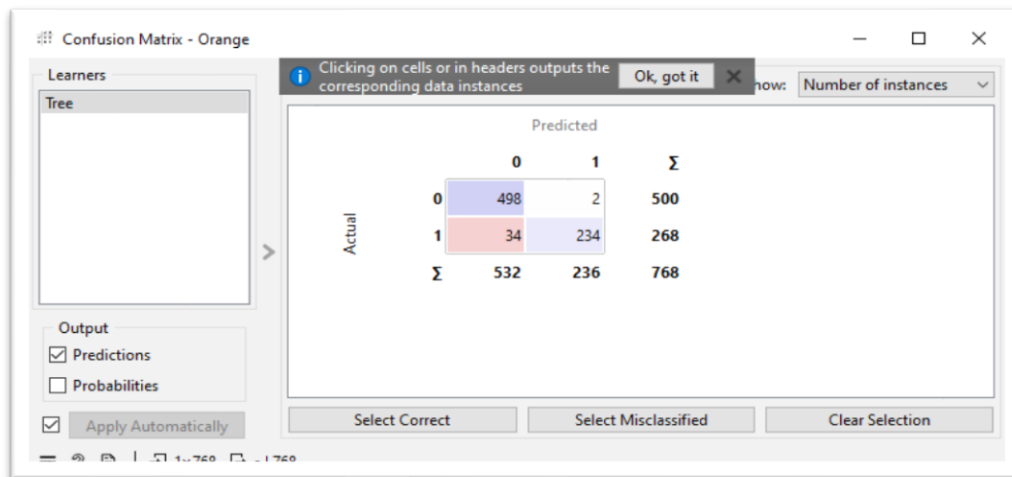 Confusion Matrix - Orange
Learners
Tree
Clicking on cells or in headers outputs the
corresponding data instances
Ok, got it
Number of instances
Predicted
0 1 Σ
0 498 2 500
Actual
1 34 234 268
Σ 532 236 768
Output
Predictions
Probabilities
Apply Automatically
Select Correct
Select Misclassified
Clear Selection